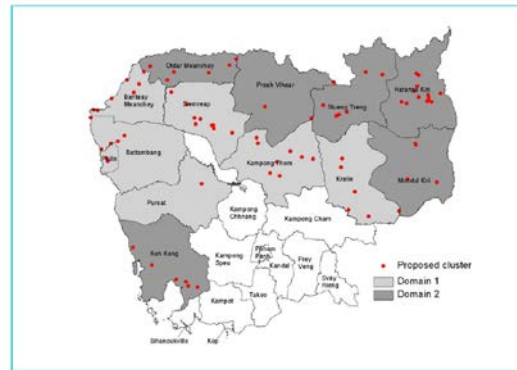 Otdar Meanchey
Preah Vihear
Stueng Treng
Ratanak Kiri
Banteay
Meanchey
Siemreap
Battambang
Kampong Thom
Kratie
Mondul Kiri
Pursat
Kampong
Chhnang
Kampong Cham
Koh Kong
Kampong
Speu
Phnom
Penh
Kandal
Prey
Veng
Svay
Rieng
Kampot
Takeo
Sihanoukville
Kep
Proposed cluster
Domain 1
Domain 2